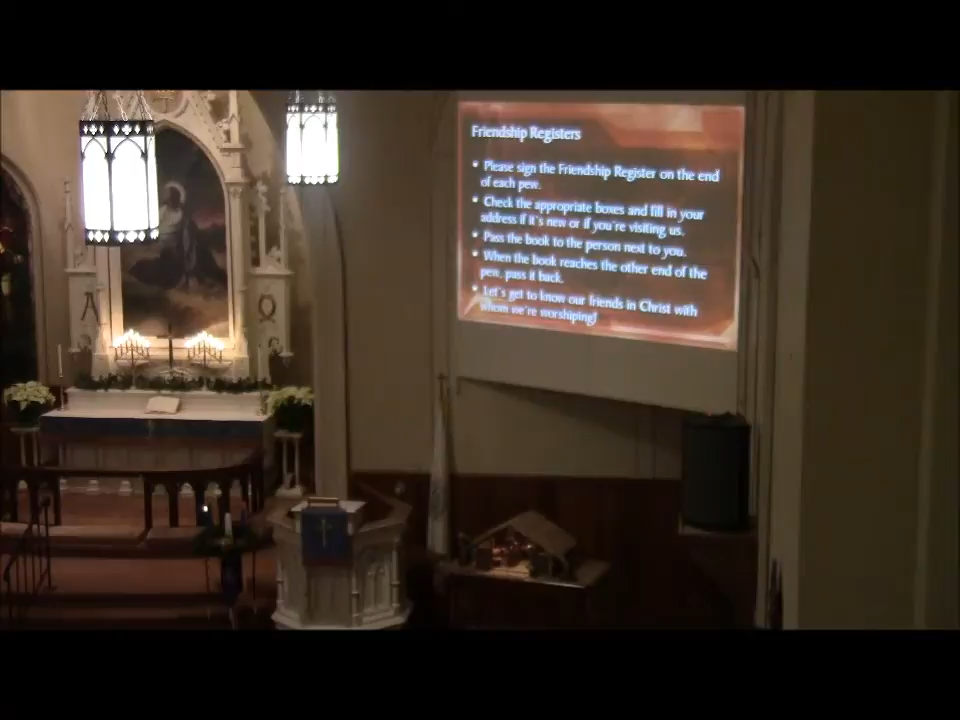 Friendship Registers
• Please sign the Friendship Register on the end
of each pew.
• Check the appropriate boxes and fill in your
address if it's new or if you're visiting us.
• Pass the book to the person next to you.
• When the book reaches the other end of the
pew, pass it back.
• Let's get to know our friends in Christ with
whom we're worshiping!
Α
Ω